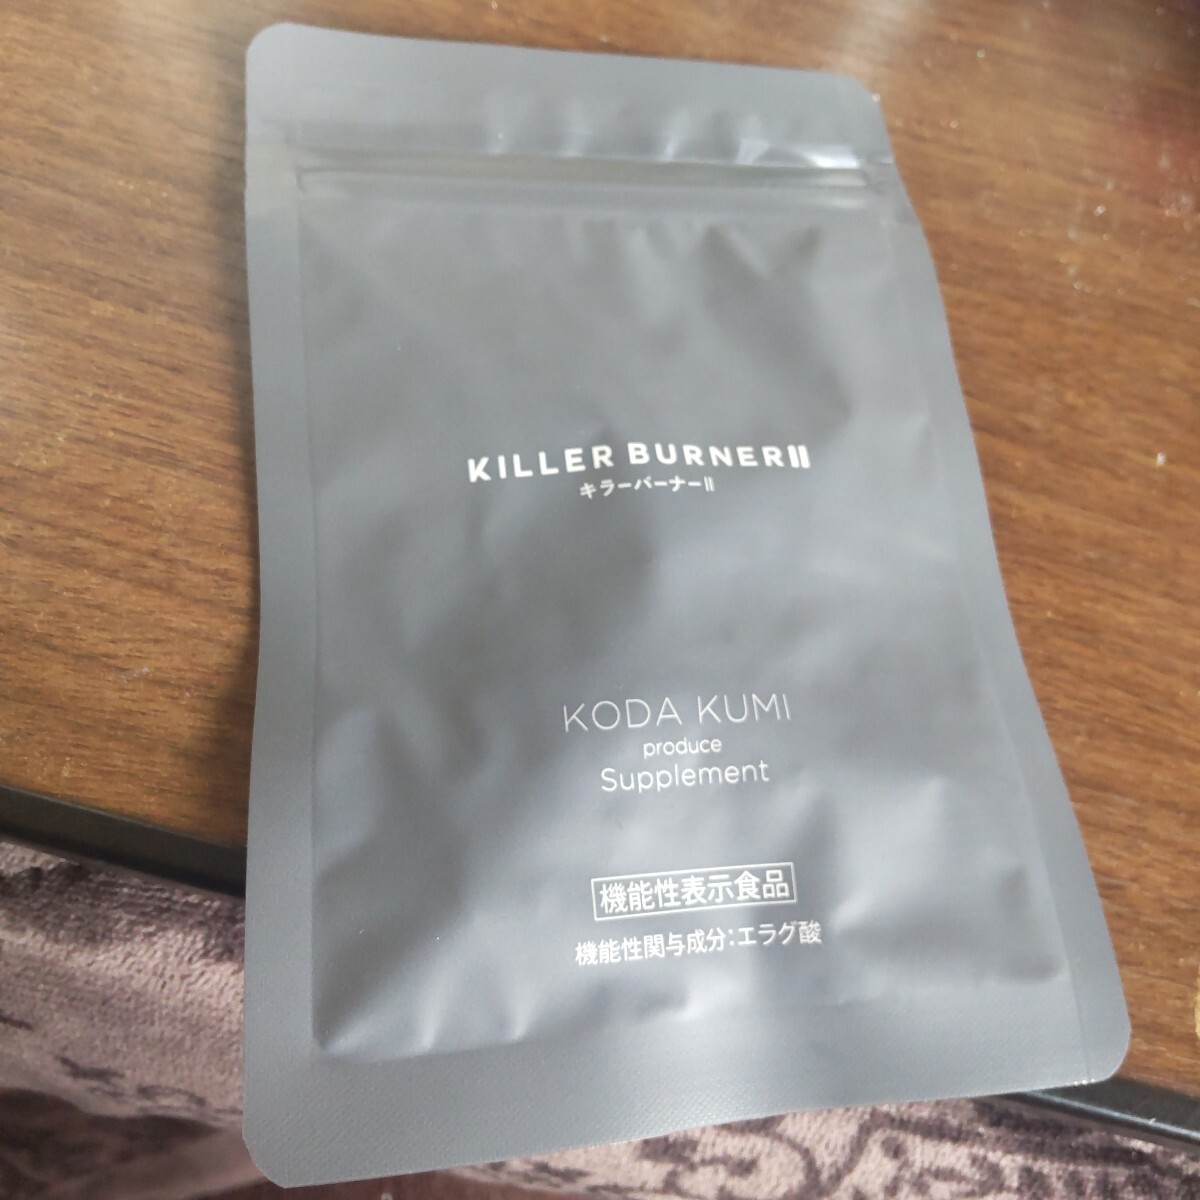 KILLER BURNER II
キラーバーナーII
KODA KUMI
produce
Supplement
機能性表示食品
機能性関与成分:エラグ酸